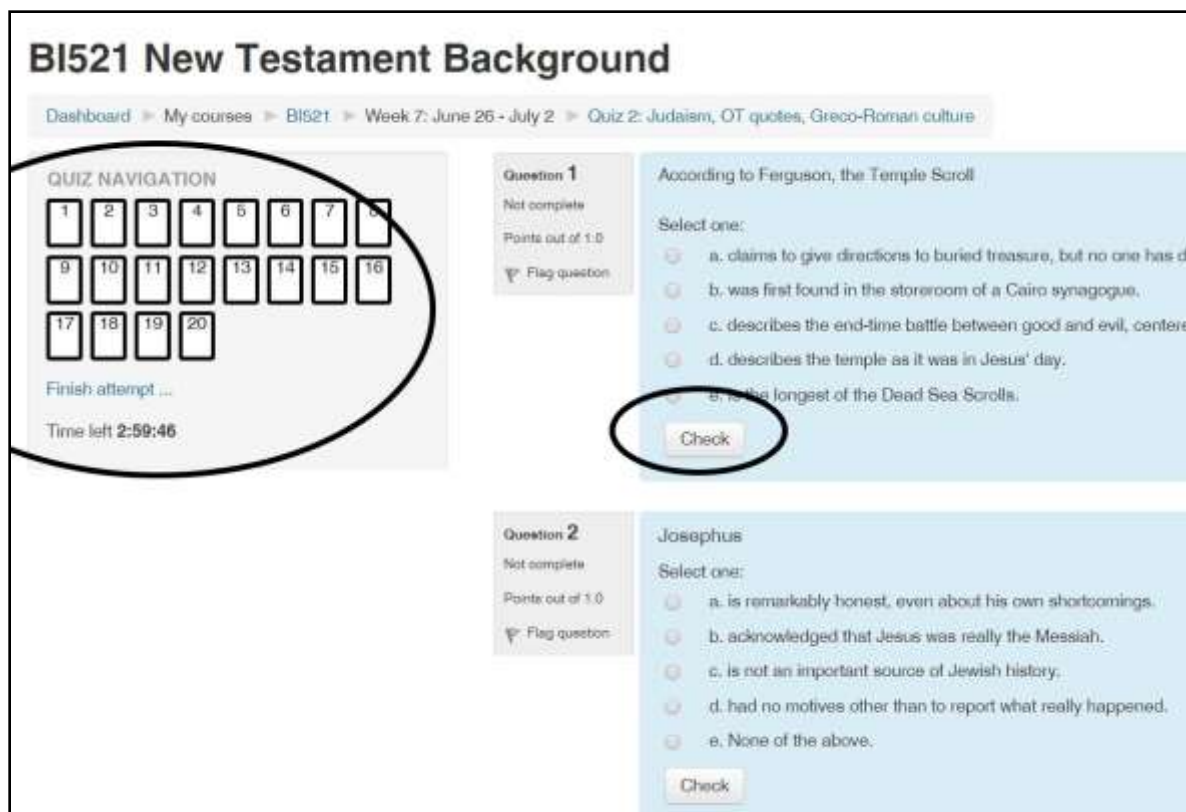 BI521 New Testament Background
Dashboard ▶ My courses ▶ BI521 ▶ Week 7: June 26 - July 2 ▶ Quiz 2: Judaism, OT quotes, Greco-Roman culture
QUIZ NAVIGATION
1 2 3 4 5 6 7 8
9 10 11 12 13 14 15 16
17 18 19 20
Finish attempt ...
Time left 2:59:46
Question 1
Not complete
Points out of 1.0
Flag question
According to Ferguson, the Temple Scroll
Select one:
a. claims to give directions to buried treasure, but no one has d
b. was first found in the storeroom of a Cairo synagogue.
c. describes the end-time battle between good and evil, centere
d. describes the temple as it was in Jesus' day.
e. is the longest of the Dead Sea Scrolls.
Check
Question 2
Not complete
Points out of 1.0
Flag question
Josephus
Select one:
a. is remarkably honest, even about his own shortcomings.
b. acknowledged that Jesus was really the Messiah.
c. is not an important source of Jewish history.
d. had no motives other than to report what really happened.
e. None of the above.
Check